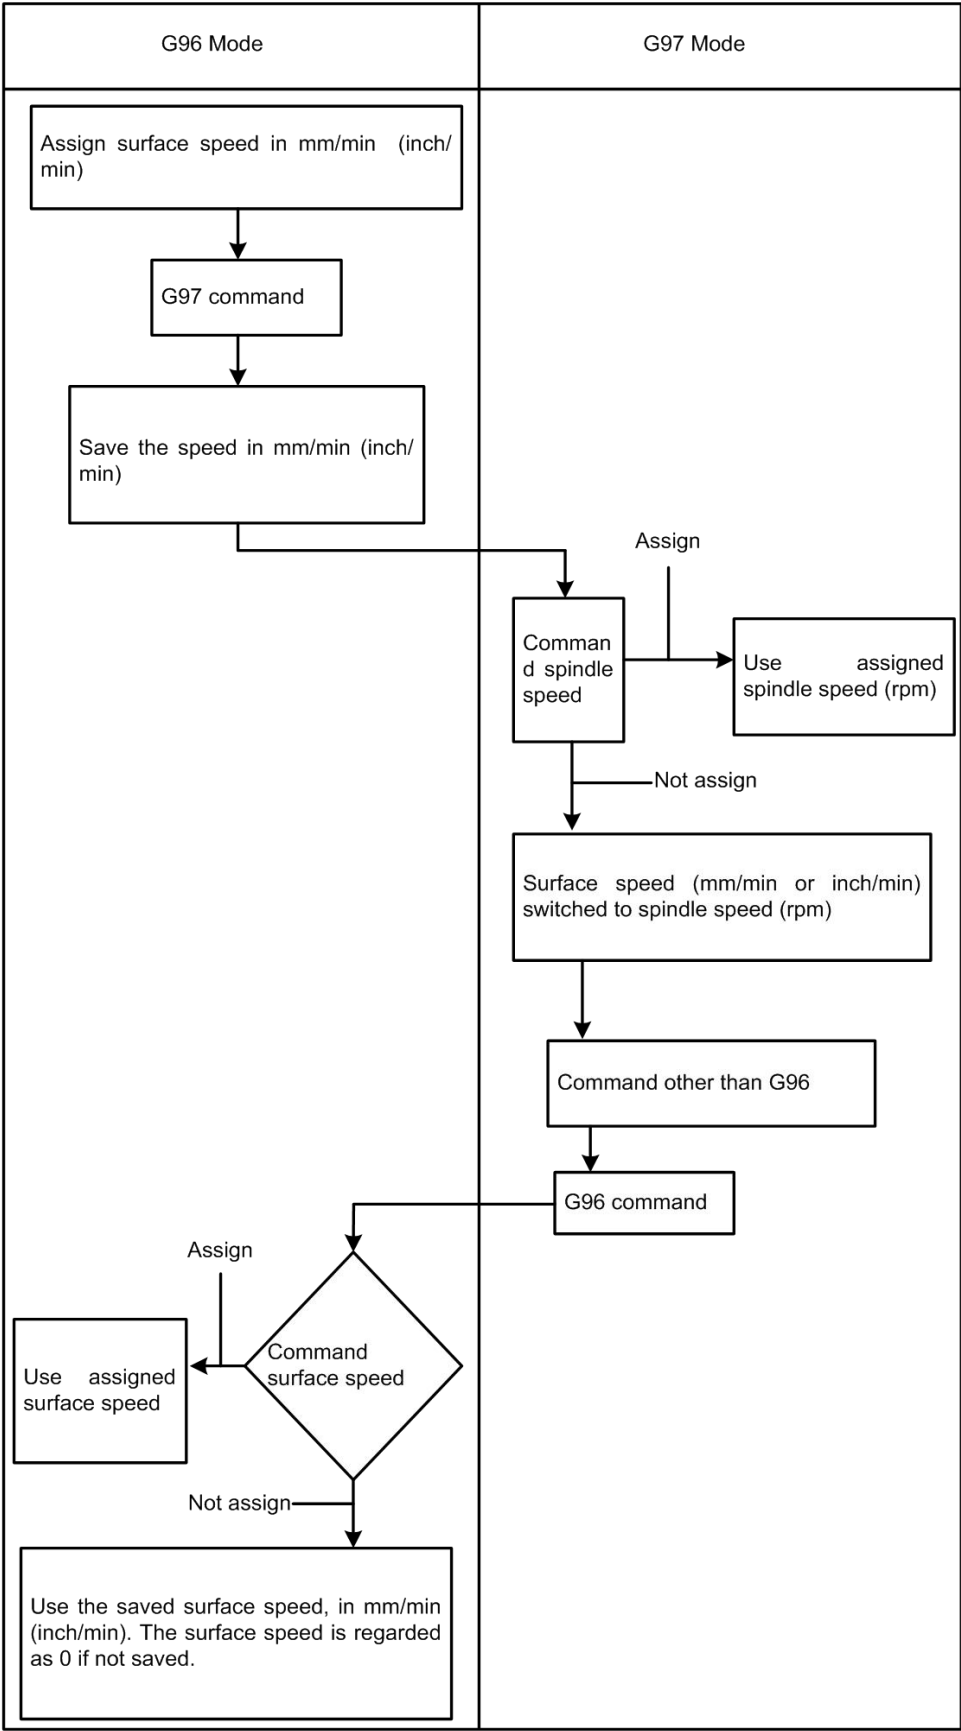 G96 Mode
G97 Mode
Assign surface speed in mm/min (inch/
min)
G97 command
Save the speed in mm/min (inch/
min)
Assign
Comman
d spindle
speed
Use assigned
spindle speed (rpm)
Not assign
Surface speed (mm/min or inch/min)
switched to spindle speed (rpm)
Command other than G96
G96 command
Assign
Command
surface speed
Use assigned
surface speed
Not assign
Use the saved surface speed, in mm/min
(inch/min). The surface speed is regarded
as 0 if not saved.